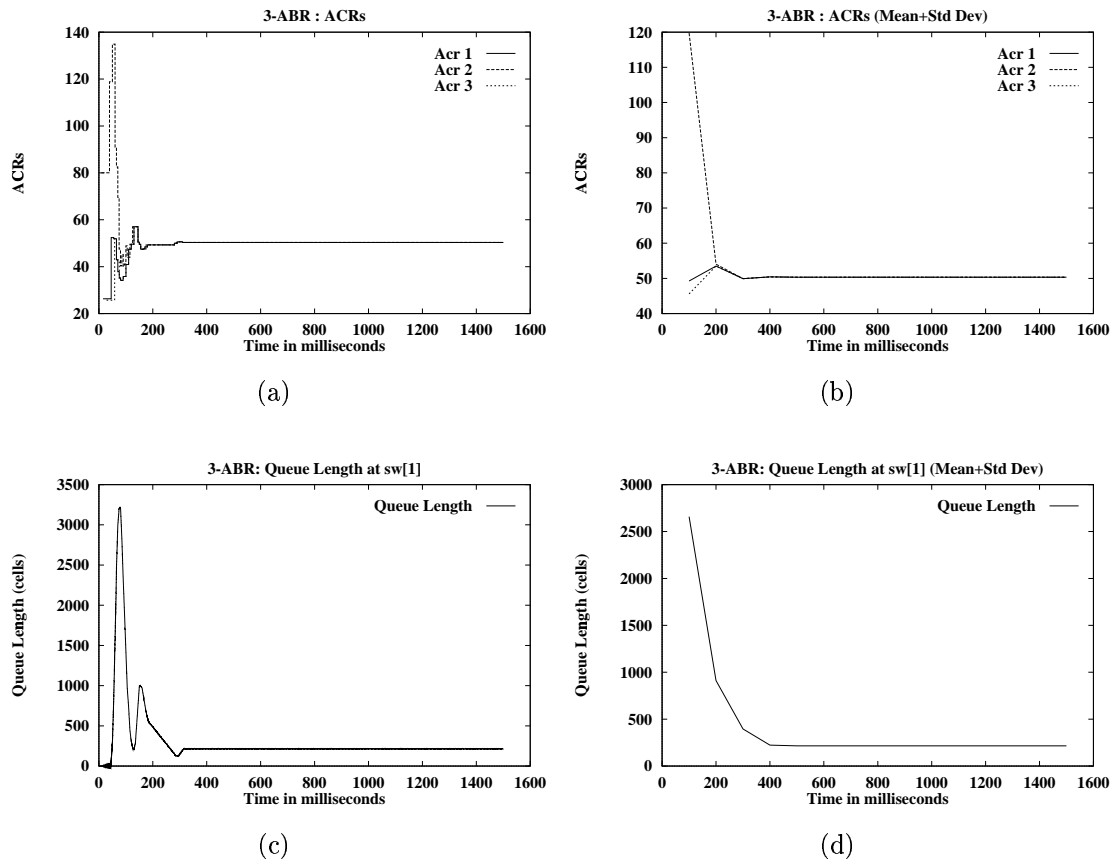 3-ABR : ACRs
140
120
100
80
60
40
20
0 200 400 600 800 1000 1200 1400 1600
ACRs
Time in milliseconds
Acr 1
Acr 2
Acr 3
(a)
3-ABR : ACRs (Mean+Std Dev)
120
110
100
90
80
70
60
50
40
0 200 400 600 800 1000 1200 1400 1600
ACRs
Time in milliseconds
Acr 1
Acr 2
Acr 3
(b)
3-ABR: Queue Length at sw[1]
3500
3000
2500
2000
1500
1000
500
0
0 200 400 600 800 1000 1200 1400 1600
Queue Length (cells)
Time in milliseconds
Queue Length
(c)
3-ABR: Queue Length at sw[1] (Mean+Std Dev)
3000
2500
2000
1500
1000
500
0
0 200 400 600 800 1000 1200 1400 1600
Queue Length (cells)
Time in milliseconds
Queue Length
(d)